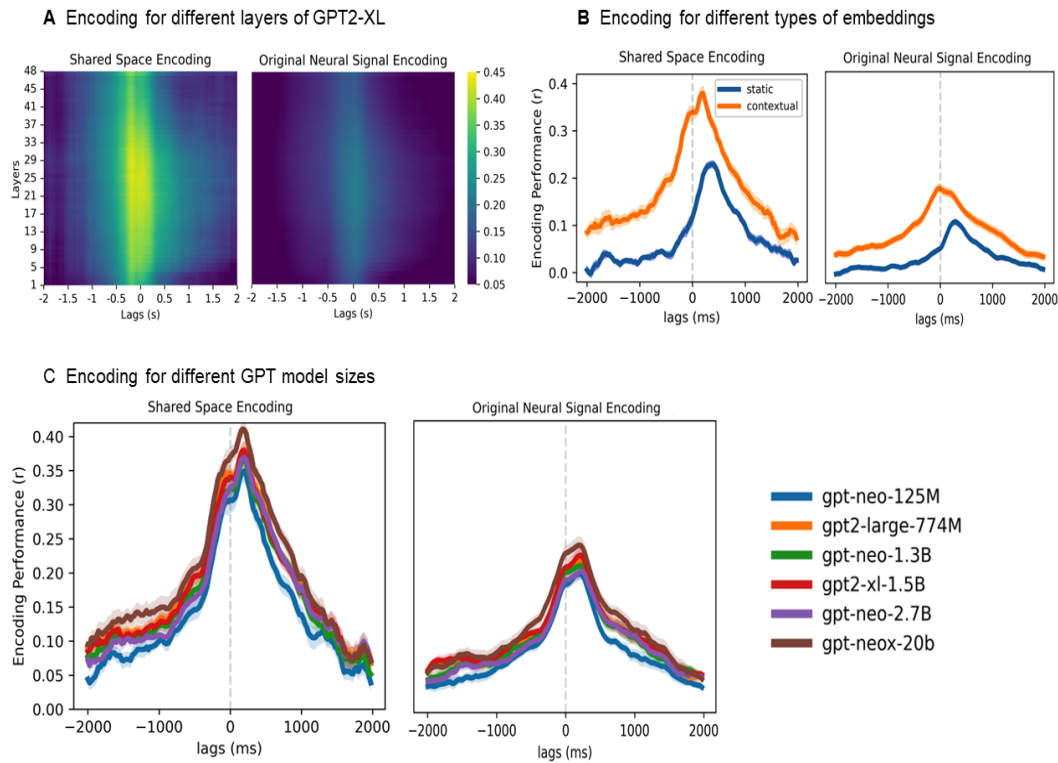 A Encoding for different layers of GPT2-XL
Shared Space Encoding
Original Neural Signal Encoding
Layers
48
45
41
37
33
29
25
21
17
13
9
5
1
-2 -1.5 -1 -0.5 0 0.5 1 1.5 2
Lags (s)
-2 -1.5 -1 -0.5 0 0.5 1 1.5 2
Lags (s)
0.45
0.40
0.35
0.30
0.25
0.20
0.15
0.10
0.05
B Encoding for different types of embeddings
Shared Space Encoding
Original Neural Signal Encoding
Encoding Performance (r)
0.4
0.3
0.2
0.1
0.0
static
contextual
−2000 −1000 0 1000 2000
lags (ms)
−2000 −1000 0 1000 2000
lags (ms)
C Encoding for different GPT model sizes
Shared Space Encoding
Original Neural Signal Encoding
Encoding Performance (r)
0.40
0.35
0.30
0.25
0.20
0.15
0.10
0.05
0.00
−2000 −1000 0 1000 2000
lags (ms)
−2000 −1000 0 1000 2000
lags (ms)
gpt-neo-125M
gpt2-large-774M
gpt-neo-1.3B
gpt2-xl-1.5B
gpt-neo-2.7B
gpt-neox-20b